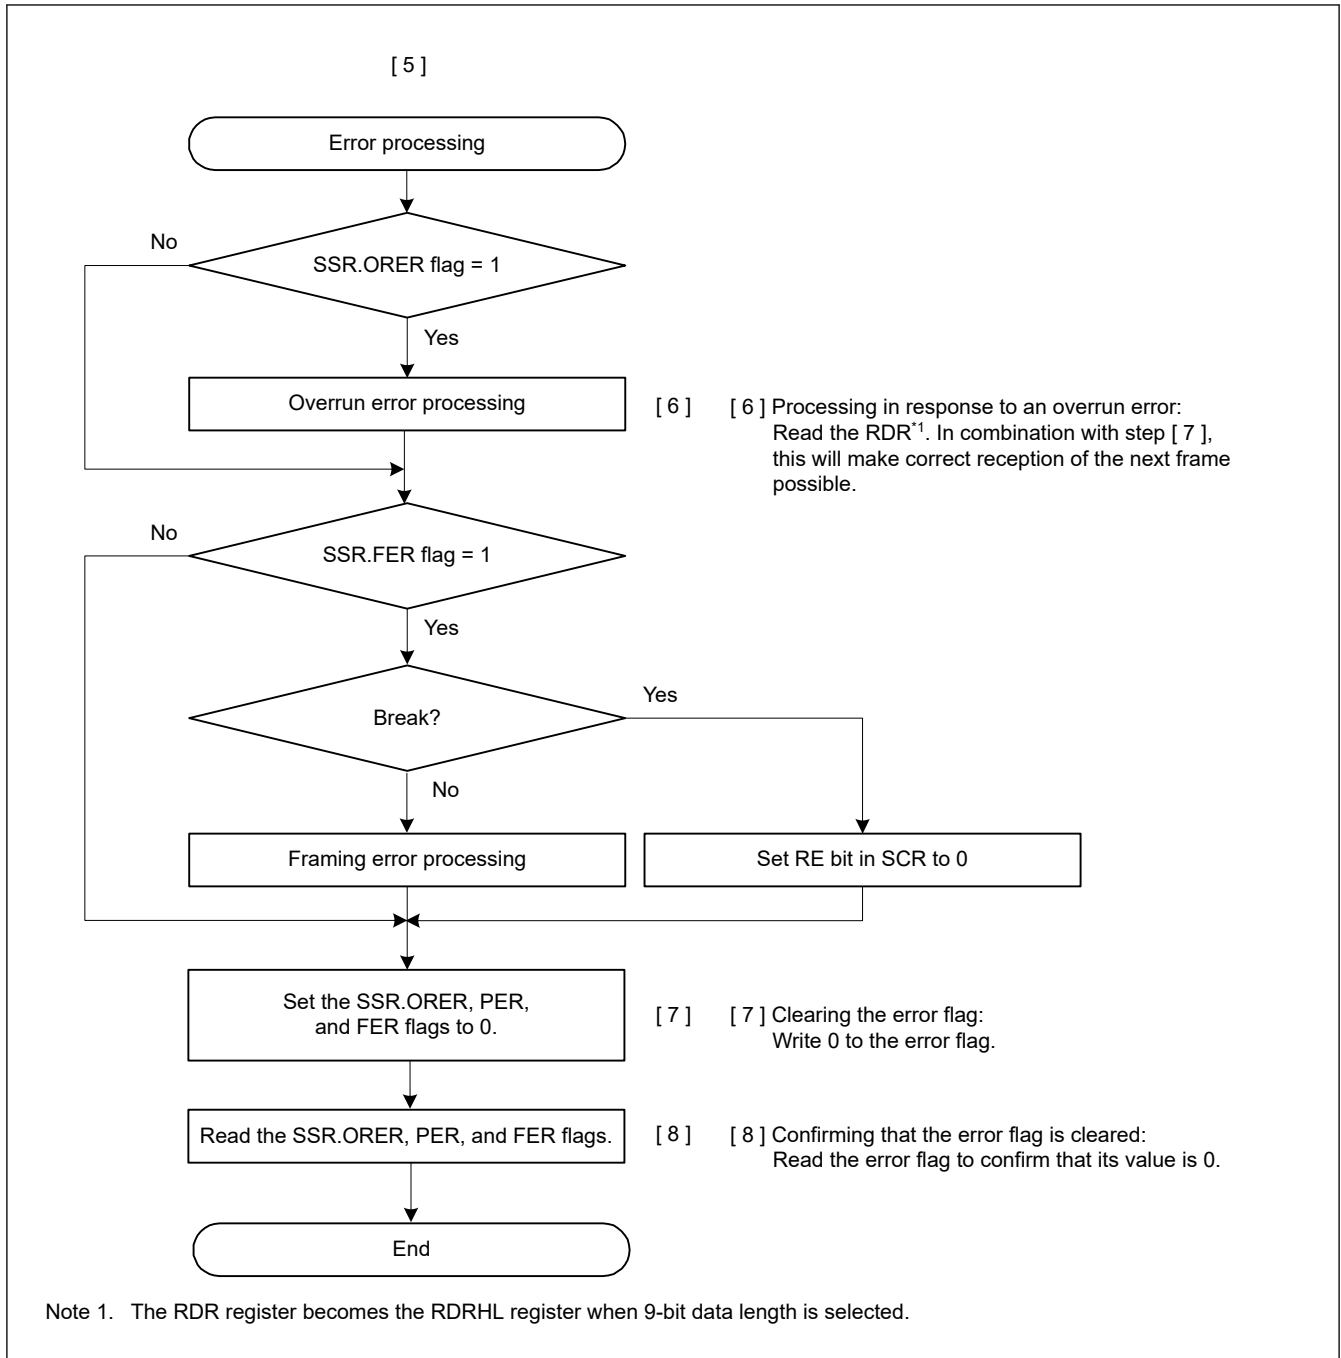 [ 5 ]
Error processing
No
SSR.ORER flag = 1
Yes
Overrun error processing
[ 6 ]
[ 6 ] Processing in response to an overrun error:
Read the RDR*1. In combination with step [ 7 ],
this will make correct reception of the next frame
possible.
No
SSR.FER flag = 1
Yes
Break?
Yes
No
Framing error processing
Set RE bit in SCR to 0
Set the SSR.ORER, PER,
and FER flags to 0.
[ 7 ]
[ 7 ] Clearing the error flag:
Write 0 to the error flag.
Read the SSR.ORER, PER, and FER flags.
[ 8 ]
[ 8 ] Confirming that the error flag is cleared:
Read the error flag to confirm that its value is 0.
End
Note 1. The RDR register becomes the RDRHL register when 9-bit data length is selected.